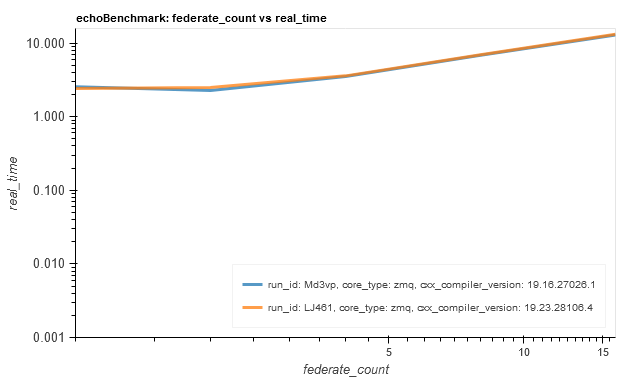 echoBenchmark: federate_count vs real_time
10.000
1.000
0.100
0.010
0.001
real_time
run_id: Md3vp, core_type: zmq, cxx_compiler_version: 19.16.27026.1
run_id: LJ461, core_type: zmq, cxx_compiler_version: 19.23.28106.4
5
10
15
federate_count